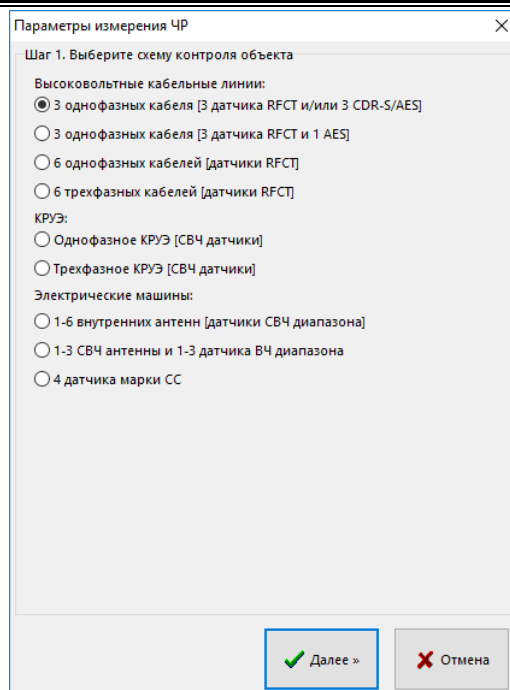 Параметры измерения ЧР
Шаг 1. Выберите схему контроля объекта
Высоковольтные кабельные линии:
3 однофазных кабеля [3 датчика RFCT и/или 3 CDR-S/AES]
3 однофазных кабеля [3 датчика RFCT и 1 AES]
6 однофазных кабелей [датчики RFCT]
6 трехфазных кабелей [датчики RFCT]
КРУЭ:
Однофазное КРУЭ [СВЧ датчики]
Трехфазное КРУЭ [СВЧ датчики]
Электрические машины:
1-6 внутренних антенн [датчики СВЧ диапазона]
1-3 СВЧ антенны и 1-3 датчика ВЧ диапазона
4 датчика марки СС
Далее »
Отмена